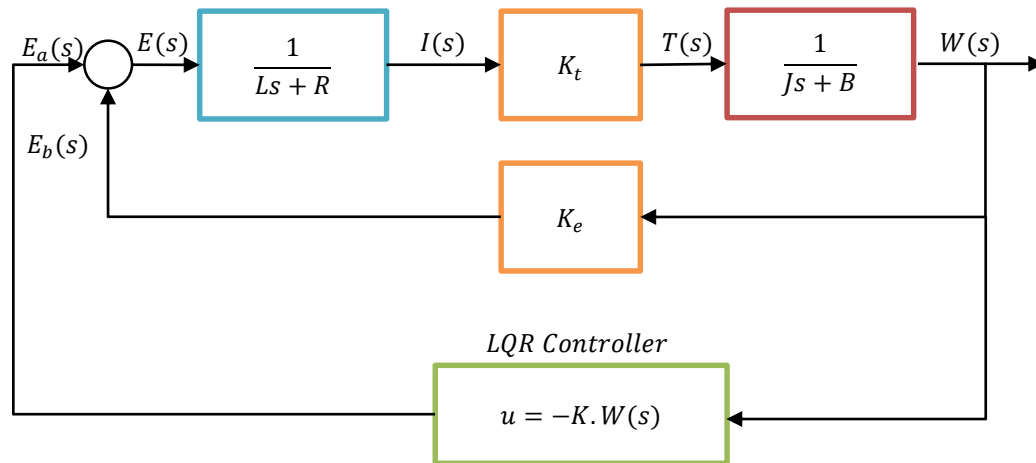 E_a(s)
E(s)
1
Ls + R
I(s)
K_t
T(s)
1
Js + B
W(s)
E_b(s)
K_e
LQR Controller
u = −K. W(s)